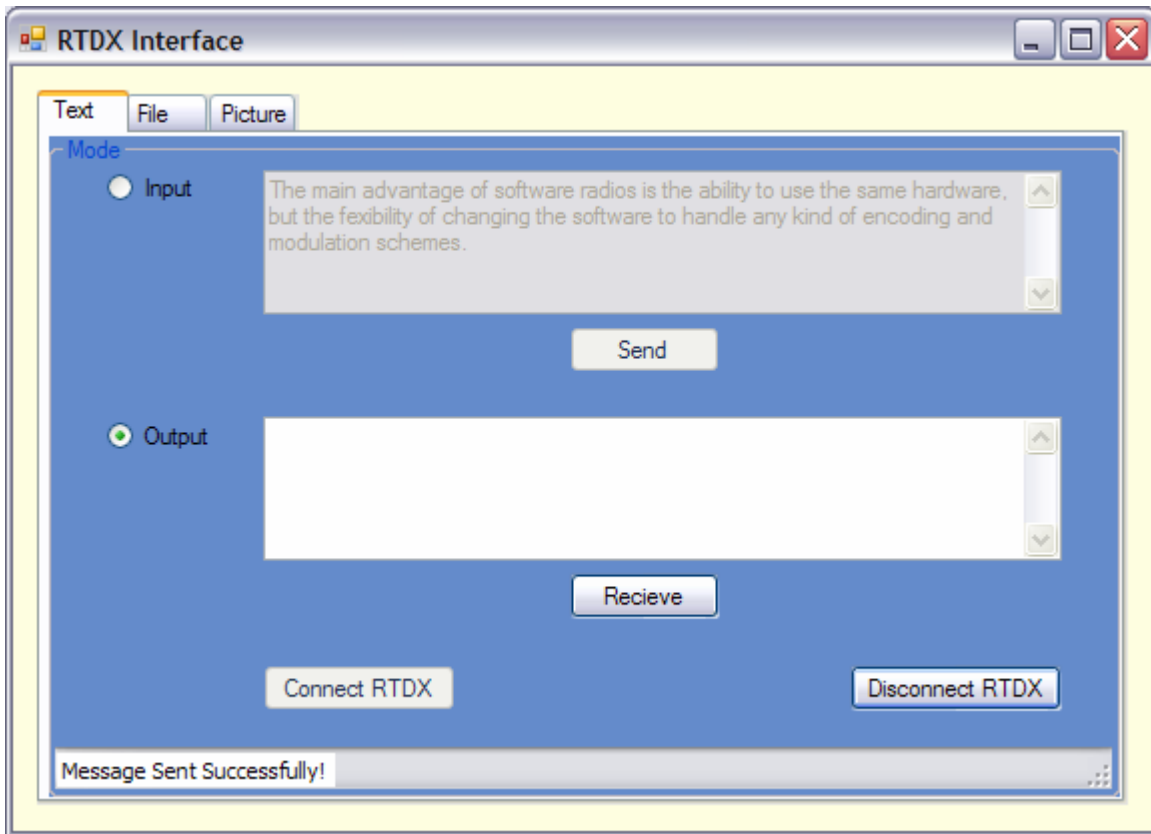 RTDX Interface
Text File Picture
Mode
Input
The main advantage of software radios is the ability to use the same hardware,
but the fexibility of changing the software to handle any kind of encoding and
modulation schemes.
Send
Output
Recieve
Connect RTDX Disconnect RTDX
Message Sent Successfully!